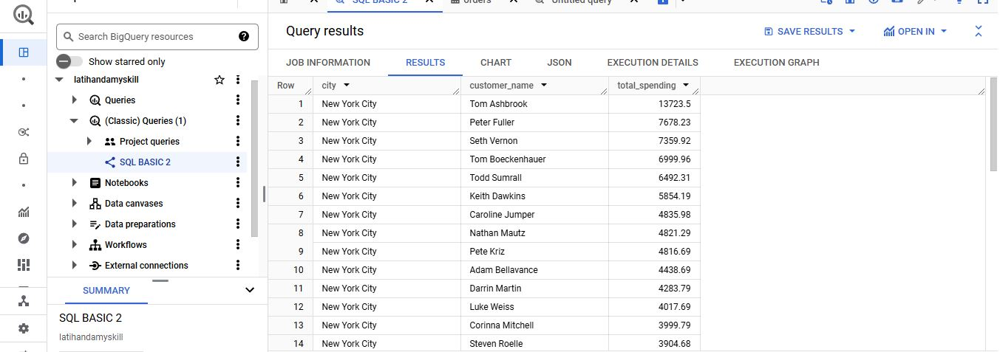 SQL BASIC 2
orders
Untitled query
Search BigQuery resources
?
Show starred only
latihandamyskill
Queries
(Classic) Queries (1)
Project queries
SQL BASIC 2
Notebooks
Data canvases
Data preparations
Workflows
External connections
SUMMARY
SQL BASIC 2
latihandamyskill
Query results
SAVE RESULTS
OPEN IN
JOB INFORMATION RESULTS CHART JSON EXECUTION DETAILS EXECUTION GRAPH
Row city customer_name total_spending
1 New York City Tom Ashbrook 13723.5
2 New York City Peter Fuller 7678.23
3 New York City Seth Vernon 7359.92
4 New York City Tom Boeckenhauer 6999.96
5 New York City Todd Sumrall 6492.31
6 New York City Keith Dawkins 5854.19
7 New York City Caroline Jumper 4835.98
8 New York City Nathan Mautz 4821.29
9 New York City Pete Kriz 4816.69
10 New York City Adam Bellavance 4438.69
11 New York City Darrin Martin 4283.79
12 New York City Luke Weiss 4017.69
13 New York City Corinna Mitchell 3999.79
14 New York City Steven Roelle 3904.68